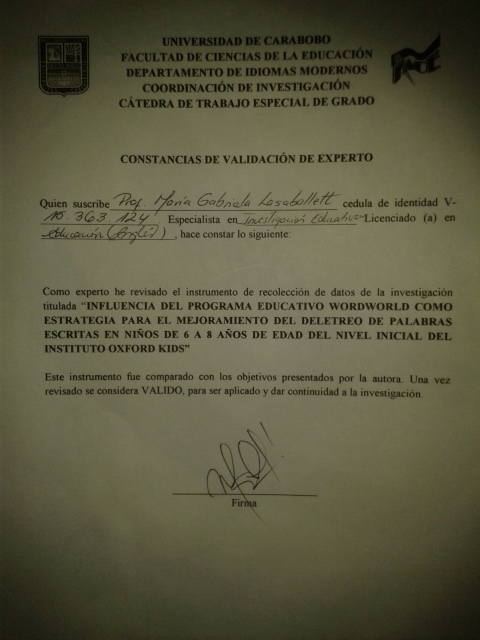 UNIVERSIDAD DE CARABOBO
FACULTAD DE CIENCIAS DE LA EDUCACIÓN
DEPARTAMENTO DE IDIOMAS MODERNOS
COORDINACIÓN DE INVESTIGACIÓN
CÁTEDRA DE TRABAJO ESPECIAL DE GRADO
CONSTANCIAS DE VALIDACIÓN DE EXPERTO
Quien suscribe Prof. María Gabriela cedula de identidad V-
363.124 Especialista en Investigación Educativa Licenciado (a) en
educación (Inglés), hace constar lo siguiente:
Como experto he revisado el instrumento de recolección de datos de la investigación
titulada "INFLUENCIA DEL PROGRAMA EDUCATIVO WORDWORLD COMO
ESTRATEGIA PARA EL MEJORAMIENTO DEL DELETREO DE PALABRAS
ESCRITAS EN NIÑOS DE 6 A 8 AÑOS DE EDAD DEL NIVEL INICIAL DEL
INSTITUTO OXFORD KIDS"
Este instrumento fue comparado con los objetivos presentados por la autora. Una vez
revisado se considera VALIDO, para ser aplicado y dar continuidad a la investigación.
Firma